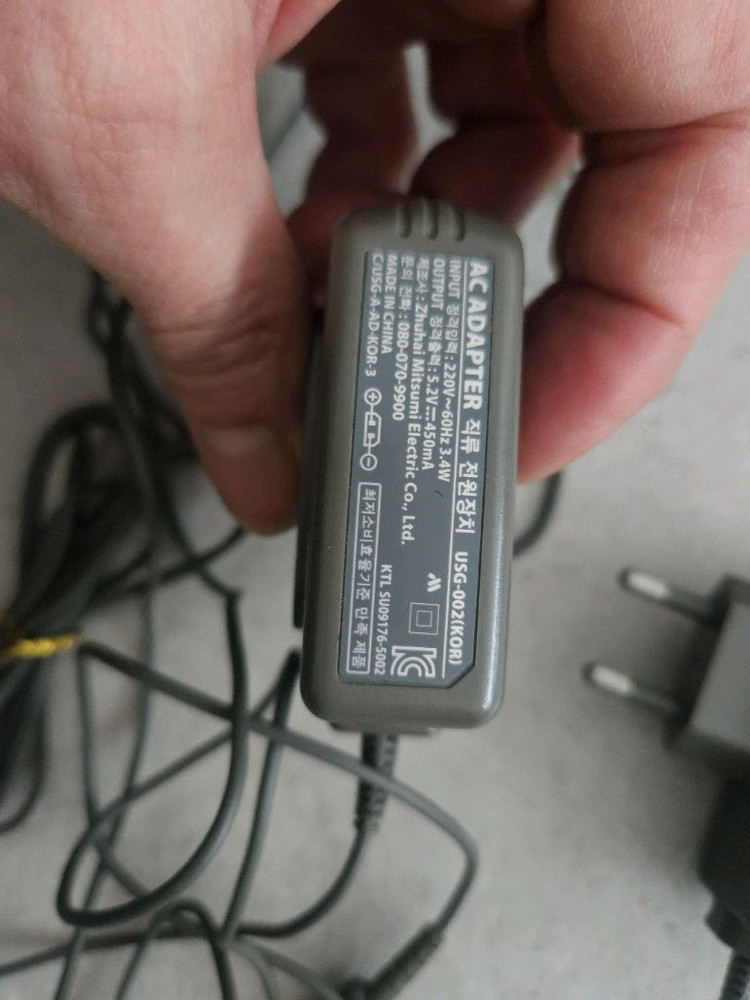 AC ADAPTER 직류 전원장치 USG-002(KOR)
INPUT 정격입력 : 220V~60Hz 3.4W
OUTPUT 정격출력 : 5.2V⎓450mA
제조사 : Zhuhai Mitsumi Electric Co., Ltd.
문의 전화 : 080-070-9900
MADE IN CHINA
C/USG-A-AD-KOR-3
KTL SU09176-5002
최저소비효율기준 만족 제품